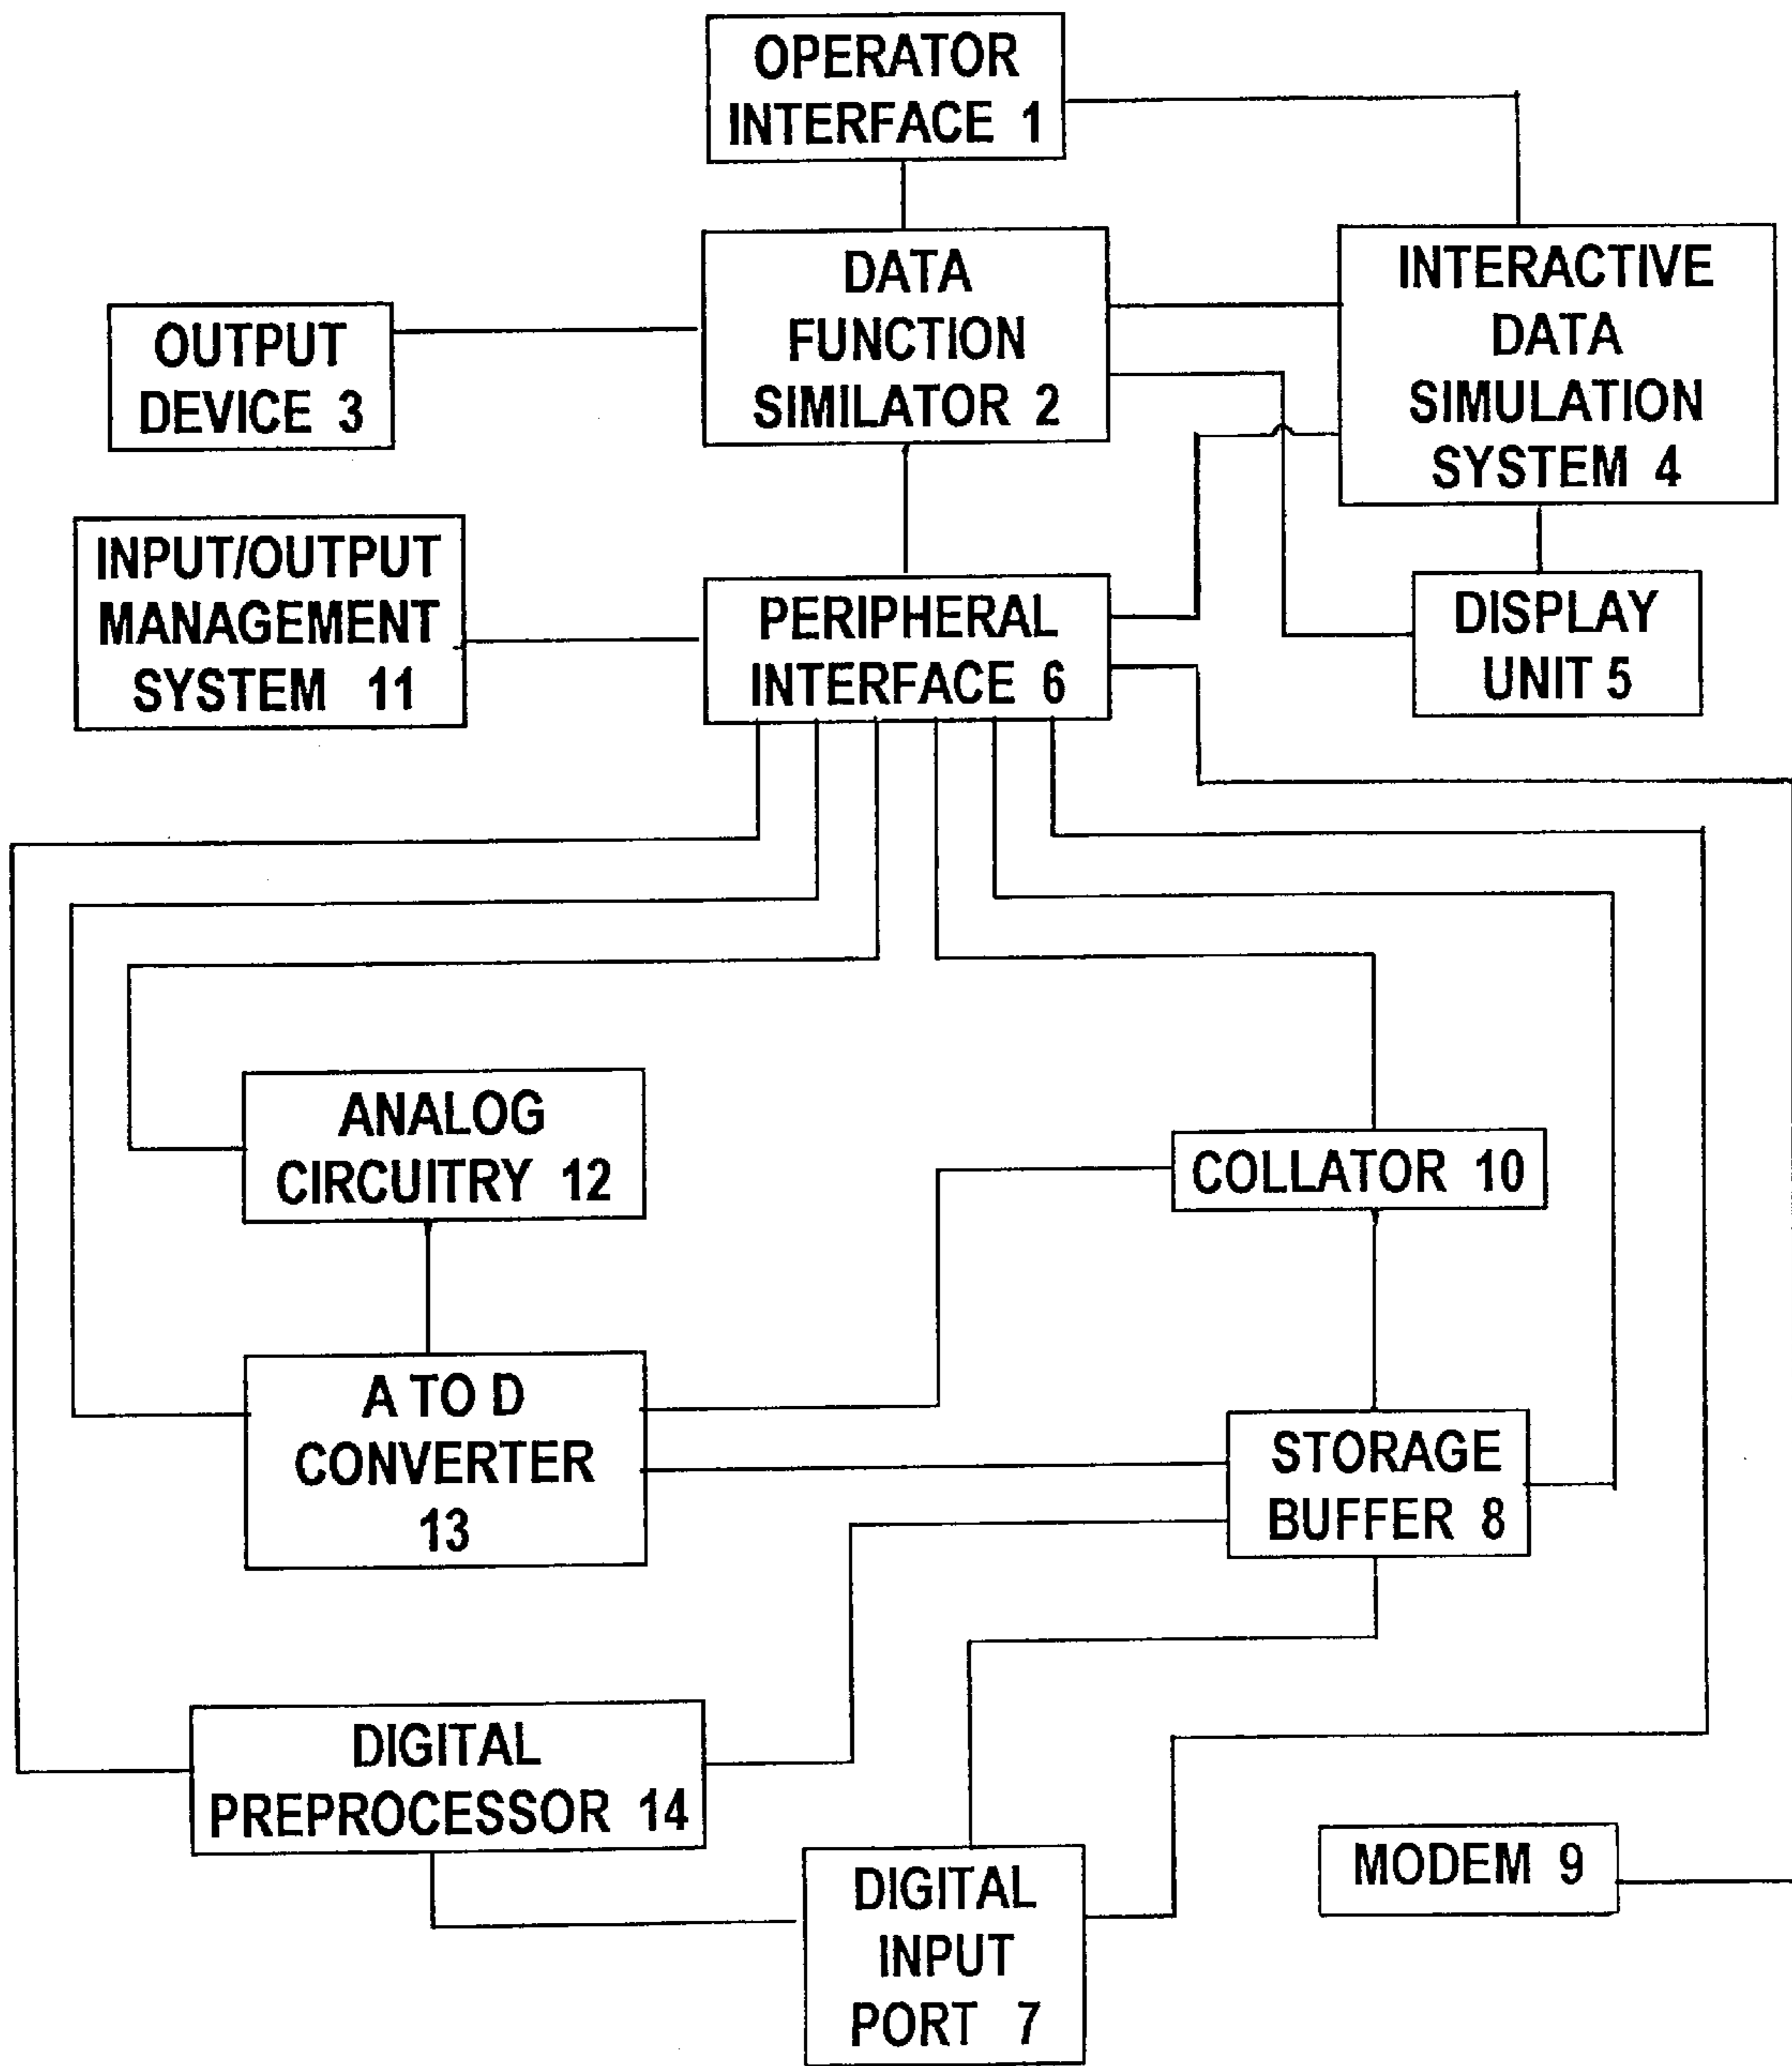 OPERATOR
INTERFACE 1
DATA
FUNCTION
SIMILATOR 2
INTERACTIVE
DATA
SIMULATION
SYSTEM 4
OUTPUT
DEVICE 3
INPUT/OUTPUT
MANAGEMENT
SYSTEM 11
PERIPHERAL
INTERFACE 6
DISPLAY
UNIT 5
ANALOG
CIRCUITRY 12
COLLATOR 10
A TO D
CONVERTER
13
STORAGE
BUFFER 8
DIGITAL
PREPROCESSOR 14
DIGITAL
INPUT
PORT 7
MODEM 9